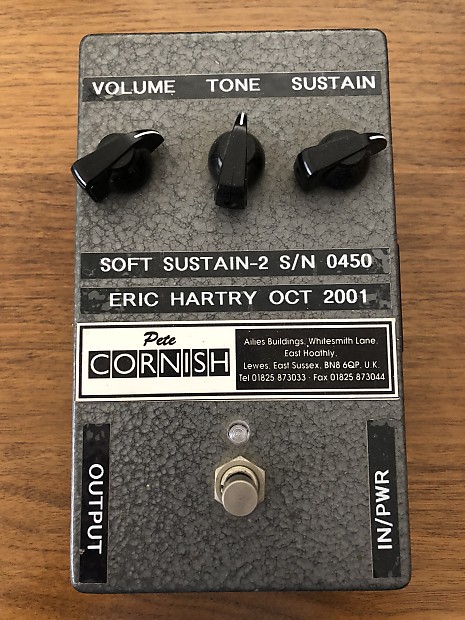 VOLUME TONE SUSTAIN
SOFT SUSTAIN-2 S/N 0450
ERIC HARTRY OCT 2001
Pete
CORNISH
Ailies Buildings, Whitesmith Lane,
East Hoathly,
Lewes, East Sussex, BN8 6QP, U.K.
Tel 01825 873033 · Fax 01825 873044
OUTPUT
IN/PWR